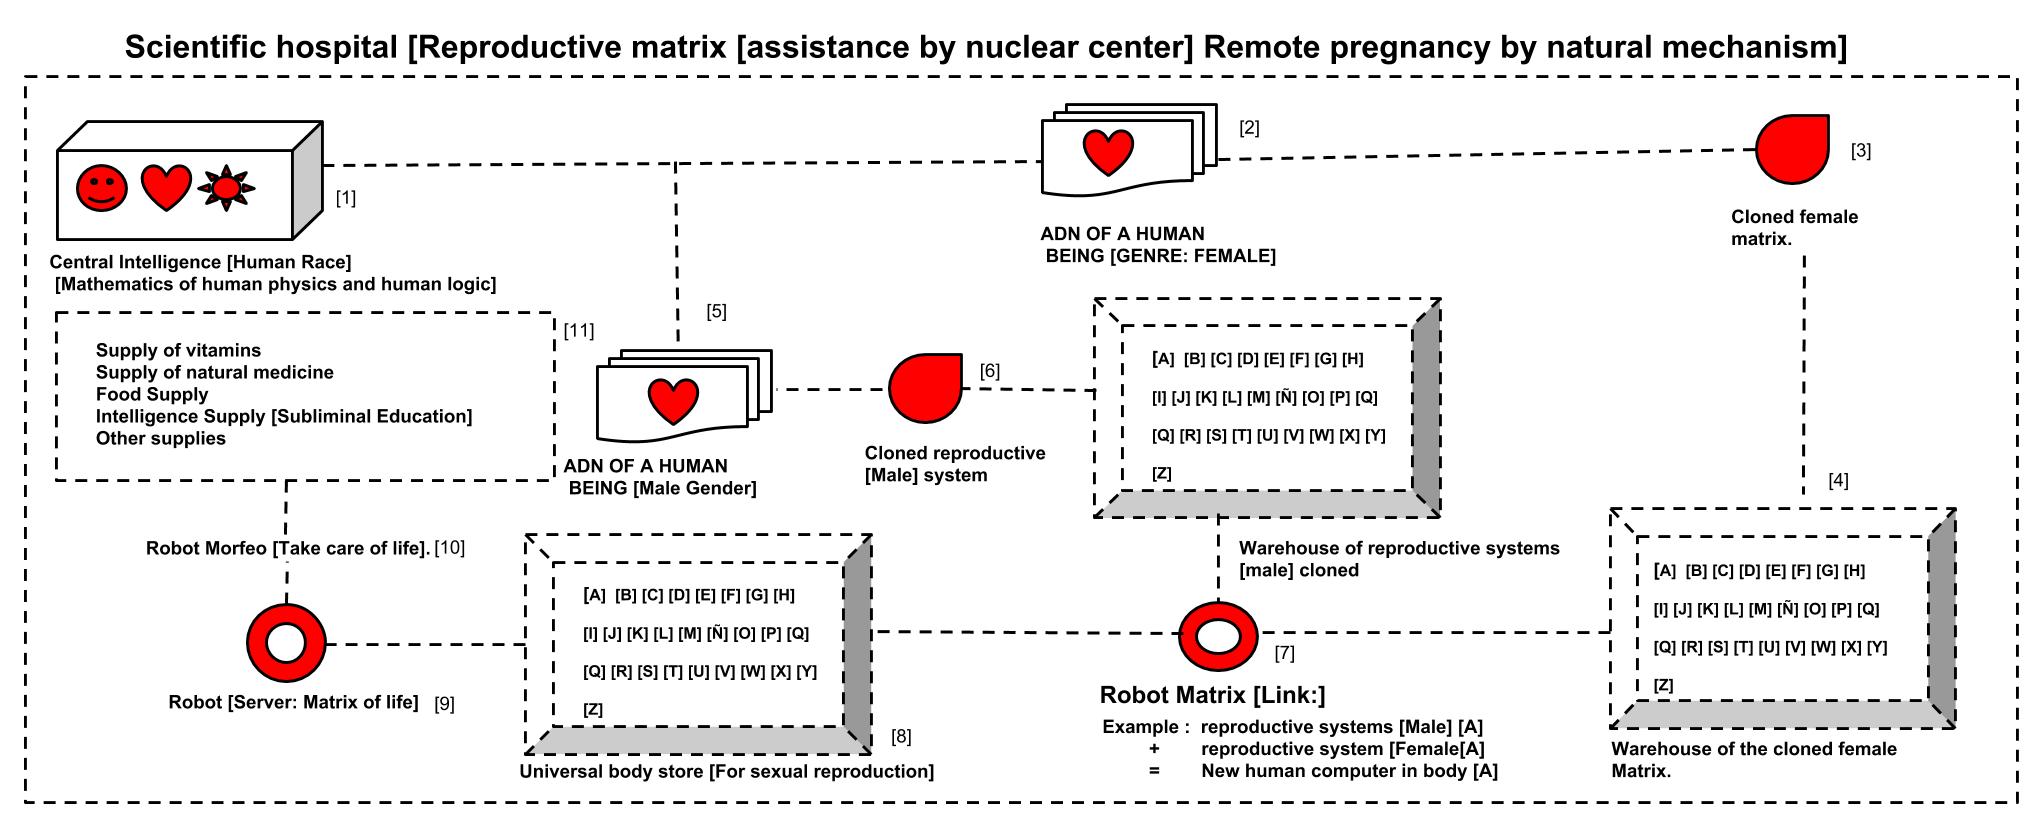 Scientific hospital [Reproductive matrix [assistance by nuclear center] Remote pregnancy by natural mechanism]
[1]
Central Intelligence [Human Race]
[Mathematics of human physics and human logic]
[2]
ADN OF A HUMAN
BEING [GENRE: FEMALE]
[3]
Cloned female
matrix.
[4]
[A] [B] [C] [D] [E] [F] [G] [H]
[I] [J] [K] [L] [M] [Ñ] [O] [P] [Q]
[Q] [R] [S] [T] [U] [V] [W] [X] [Y]
[Z]
Warehouse of the cloned female
Matrix.
[5]
ADN OF A HUMAN
BEING [Male Gender]
[6]
Cloned reproductive
[Male] system
[A] [B] [C] [D] [E] [F] [G] [H]
[I] [J] [K] [L] [M] [Ñ] [O] [P] [Q]
[Q] [R] [S] [T] [U] [V] [W] [X] [Y]
[Z]
Warehouse of reproductive systems
[male] cloned
[7]
Robot Matrix [Link:]
Example : reproductive systems [Male] [A]
+ reproductive system [Female[A]
= New human computer in body [A]
[A] [B] [C] [D] [E] [F] [G] [H]
[I] [J] [K] [L] [M] [Ñ] [O] [P] [Q]
[Q] [R] [S] [T] [U] [V] [W] [X] [Y]
[Z]
[8]
Universal body store [For sexual reproduction]
Robot [Server: Matrix of life] [9]
Robot Morfeo [Take care of life]. [10]
[11]
Supply of vitamins
Supply of natural medicine
Food Supply
Intelligence Supply [Subliminal Education]
Other supplies